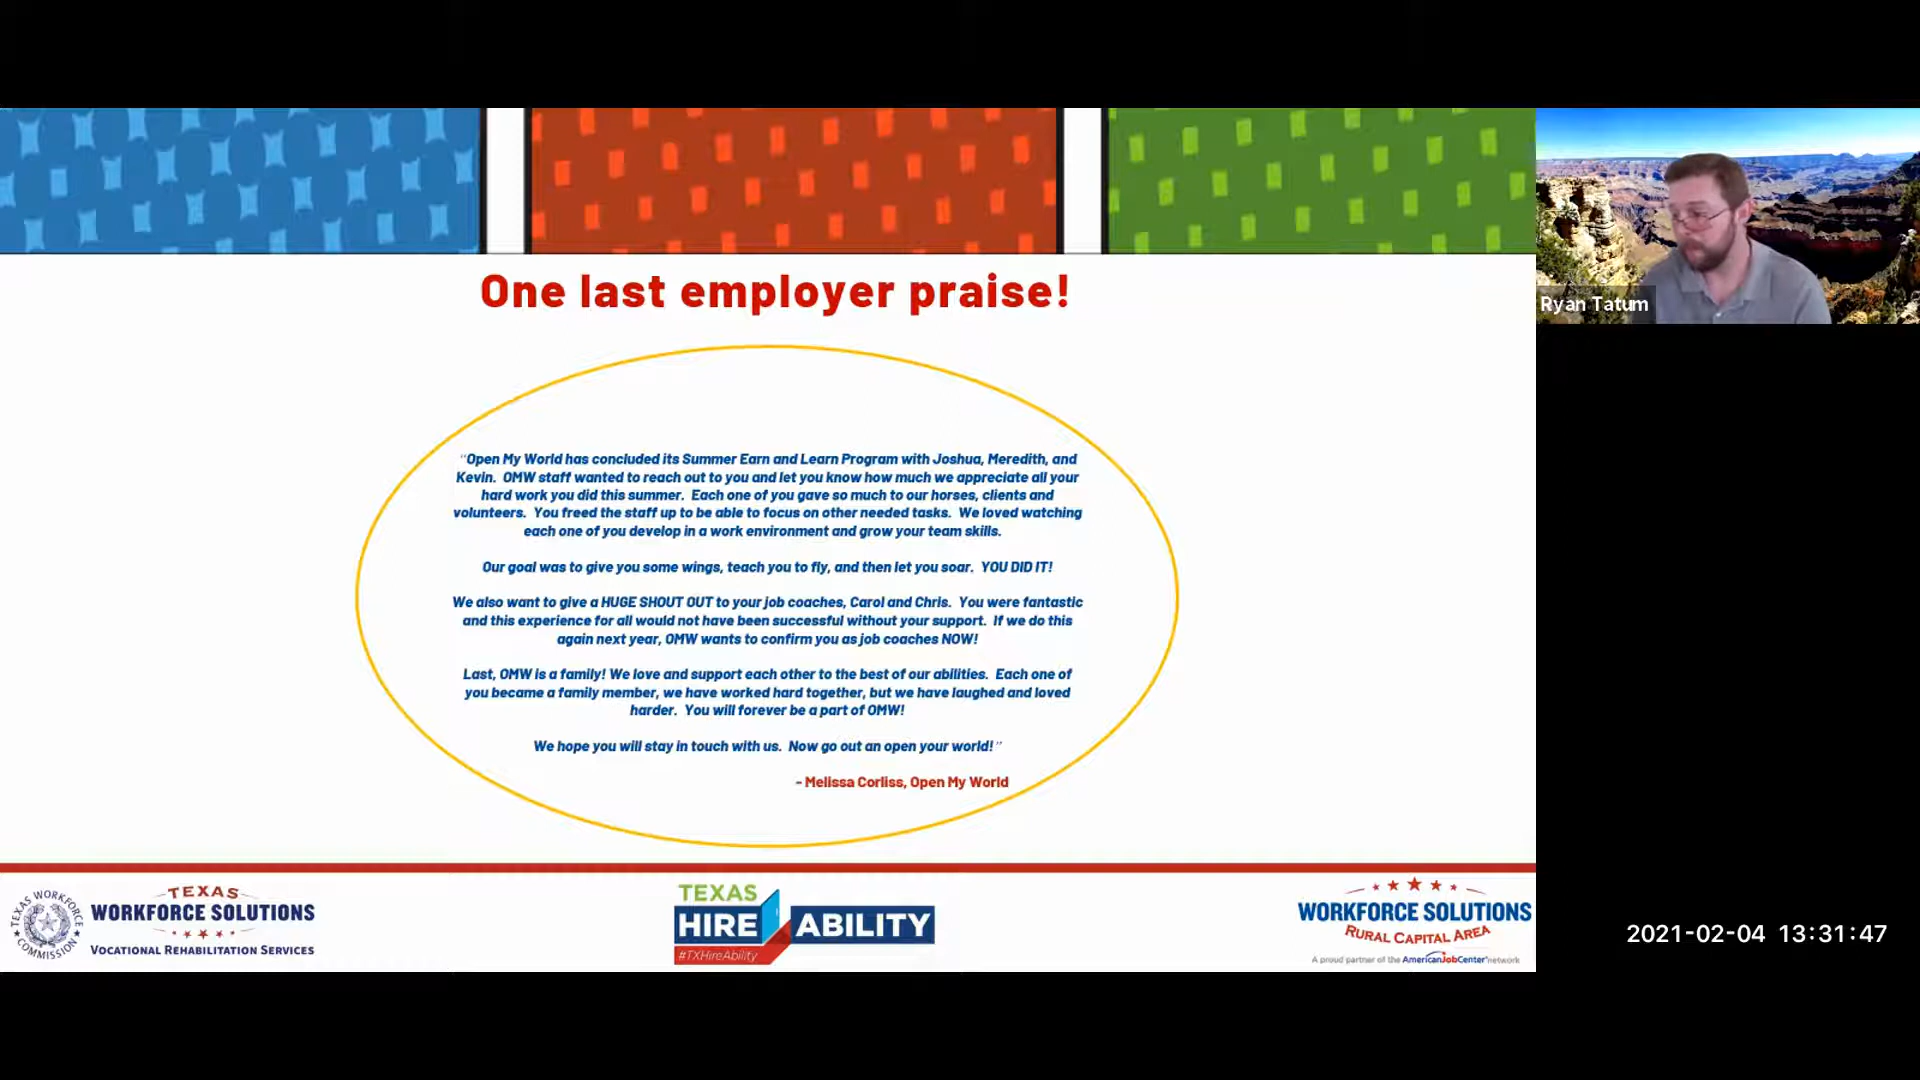 One last employer praise!
Ryan Tatum
"Open My World has concluded its Summer Earn and Learn Program with Joshua, Meredith, and
Kevin. OMW staff wanted to reach out to you and let you know how much we appreciate all your
hard work you did this summer. Each one of you gave so much to our horses, clients and
volunteers. You freed the staff up to be able to focus on other needed tasks. We loved watching
each one of you develop in a work environment and grow your team skills.
Our goal was to give you some wings, teach you to fly, and then let you soar. YOU DID IT!
We also want to give a HUGE SHOUT OUT to your job coaches, Carol and Chris. You were fantastic
and this experience for all would not have been successful without your support. If we do this
again next year, OMW wants to confirm you as job coaches NOW!
Last, OMW is a family! We love and support each other to the best of our abilities. Each one of
you became a family member, we have worked hard together, but we have laughed and loved
harder. You will forever be a part of OMW!
We hope you will stay in touch with us. Now go out an open your world!"
- Melissa Corliss, Open My World
TEXAS WORKFORCE COMMISSION
TEXAS
WORKFORCE SOLUTIONS
VOCATIONAL REHABILITATION SERVICES
TEXAS
HIRE ABILITY
#TXHireAbility
WORKFORCE SOLUTIONS
RURAL CAPITAL AREA
A proud partner of the AmericanJobCenter network
2021-02-04 13:31:47